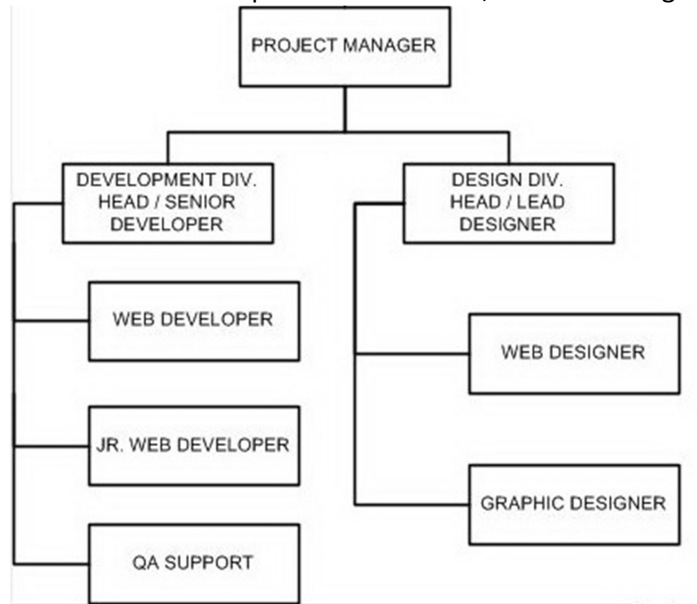 PROJECT MANAGER
DEVELOPMENT DIV.
HEAD / SENIOR
DEVELOPER
DESIGN DIV.
HEAD / LEAD
DESIGNER
WEB DEVELOPER
WEB DESIGNER
JR. WEB DEVELOPER
GRAPHIC DESIGNER
QA SUPPORT